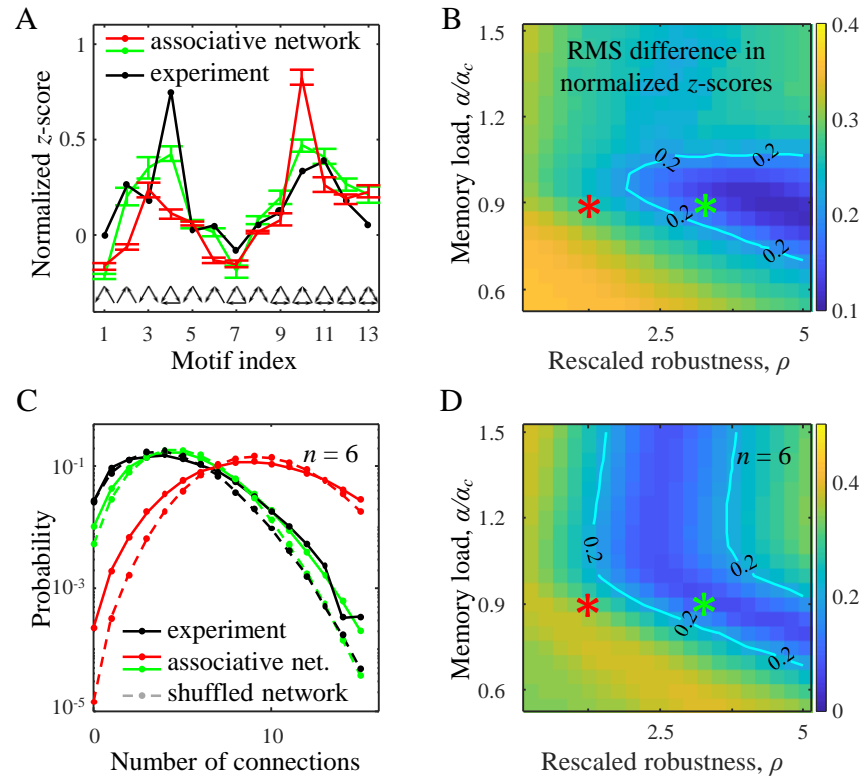 A
associative network
experiment
Normalized z-score
1
0.5
0
1 3 5 7 9 11 13
Motif index
B
RMS difference in
normalized z-scores
Memory load, α/αc
1.5
1.2
0.9
0.6
0.2
0.2
0.2
2.5 5
Rescaled robustness, ρ
0.4
0.3
0.2
0.1
C
n = 6
Probability
10-1
10-3
10-5
experiment
associative net.
shuffled network
0 10
Number of connections
D
n = 6
Memory load, α/αc
1.5
1.2
0.9
0.6
0.2
0.2
0.2
0.2
2.5 5
Rescaled robustness, ρ
0.4
0.2
0